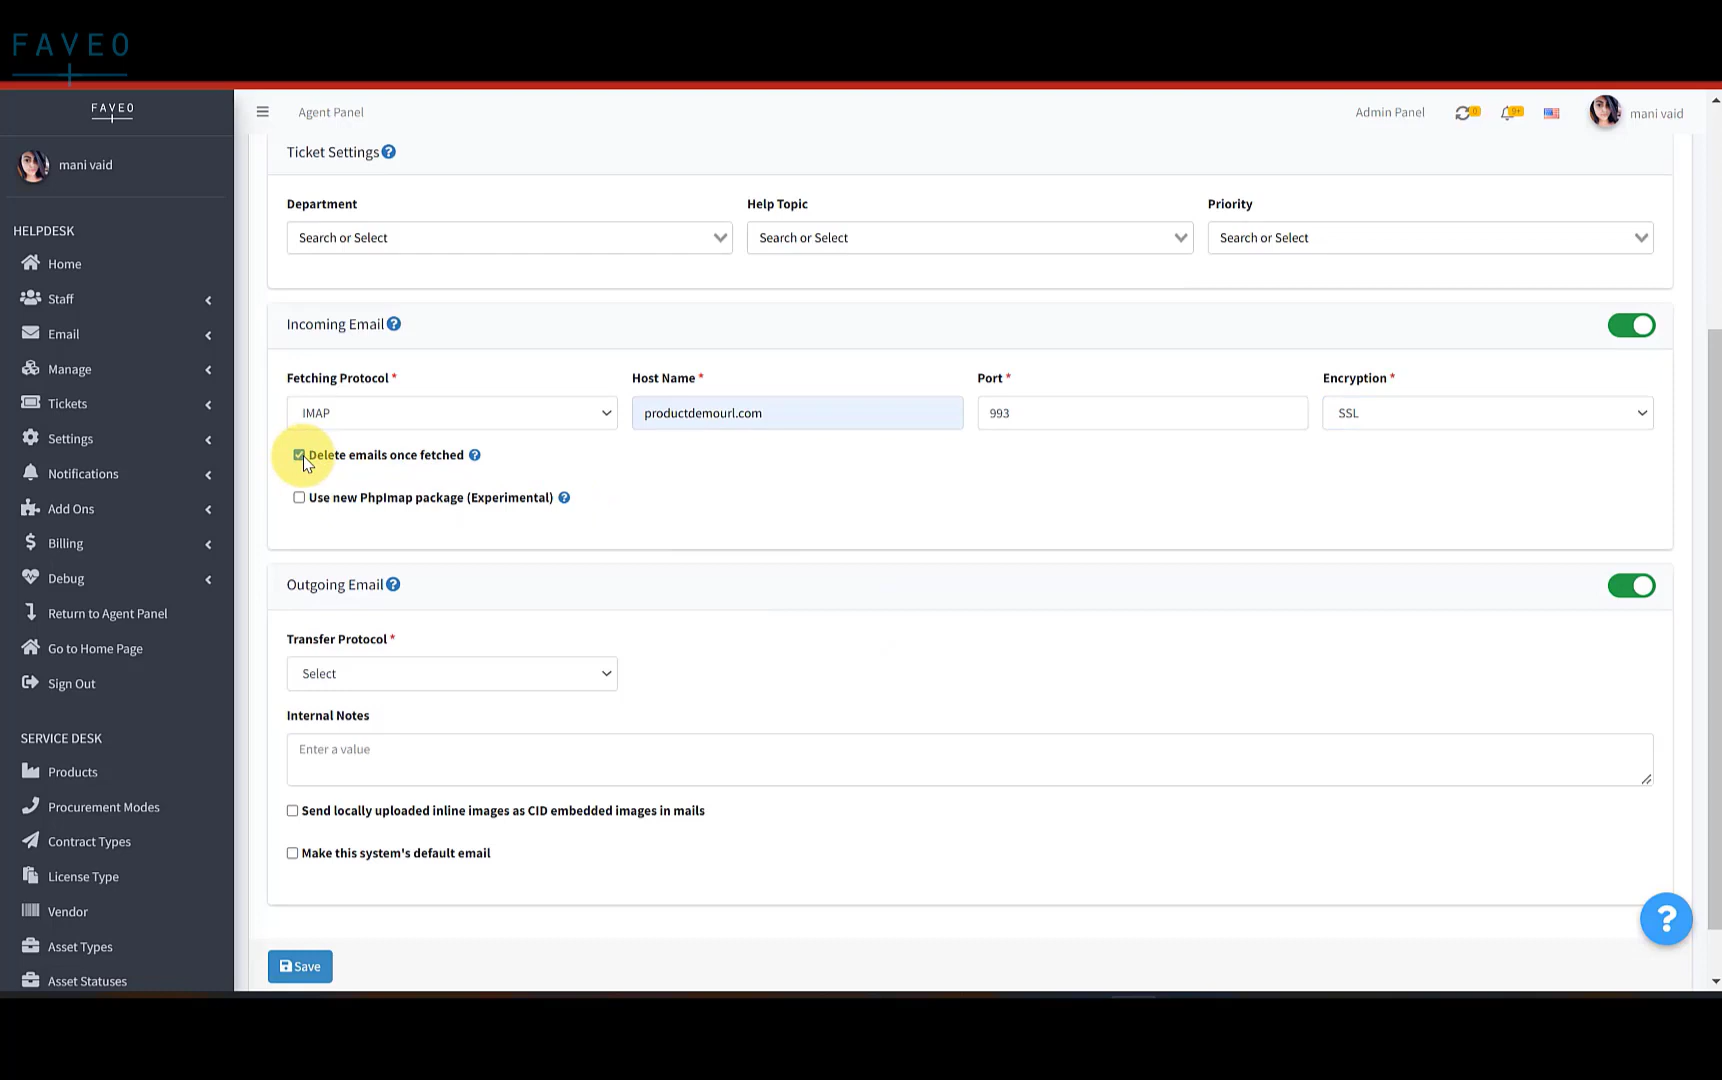 FAVEO
FAVEO
Agent Panel
Admin Panel
0
9+
mani vaid
mani vaid
HELPDESK
Home
Staff
Email
Manage
Tickets
Settings
Notifications
Add Ons
Billing
Debug
Return to Agent Panel
Go to Home Page
Sign Out
SERVICE DESK
Products
Procurement Modes
Contract Types
License Type
Vendor
Asset Types
Asset Statuses
Ticket Settings
Department
Help Topic
Priority
Search or Select
Search or Select
Search or Select
Incoming Email
Fetching Protocol *
Host Name *
Port *
Encryption *
IMAP
productdemourl.com
993
SSL
Delete emails once fetched
Use new PhpImap package (Experimental)
Outgoing Email
Transfer Protocol *
Select
Internal Notes
Enter a value
Send locally uploaded inline images as CID embedded images in mails
Make this system's default email
Save